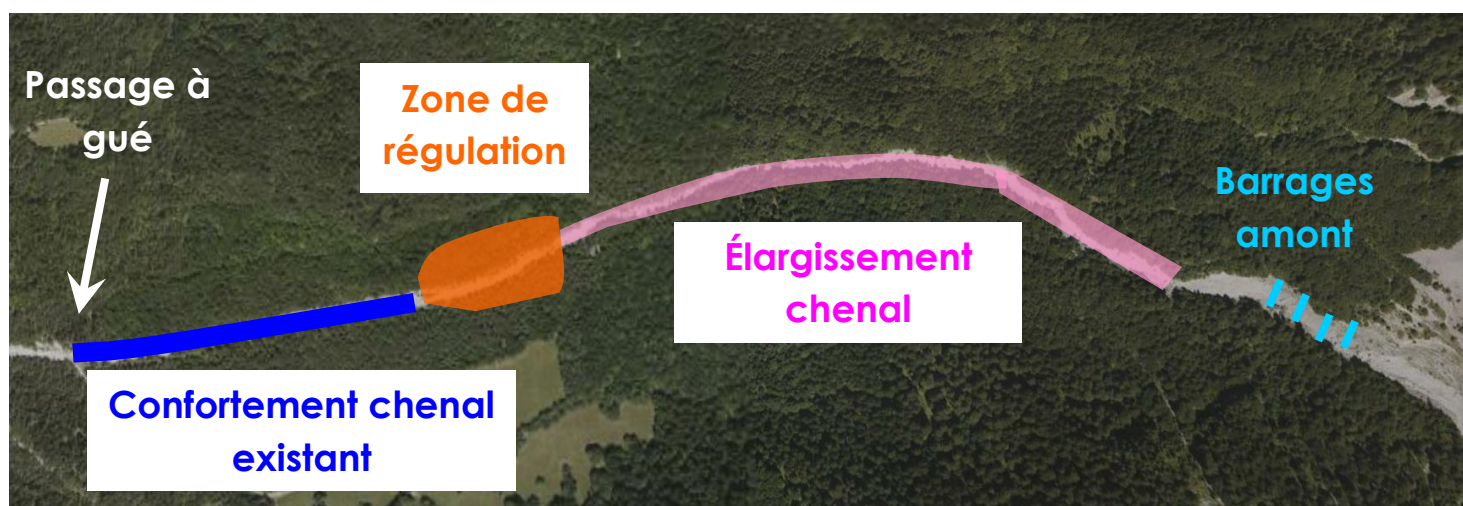 Passage à
gué
Zone de
régulation
Élargissement
chenal
Barrages
amont
Confortement chenal
existant